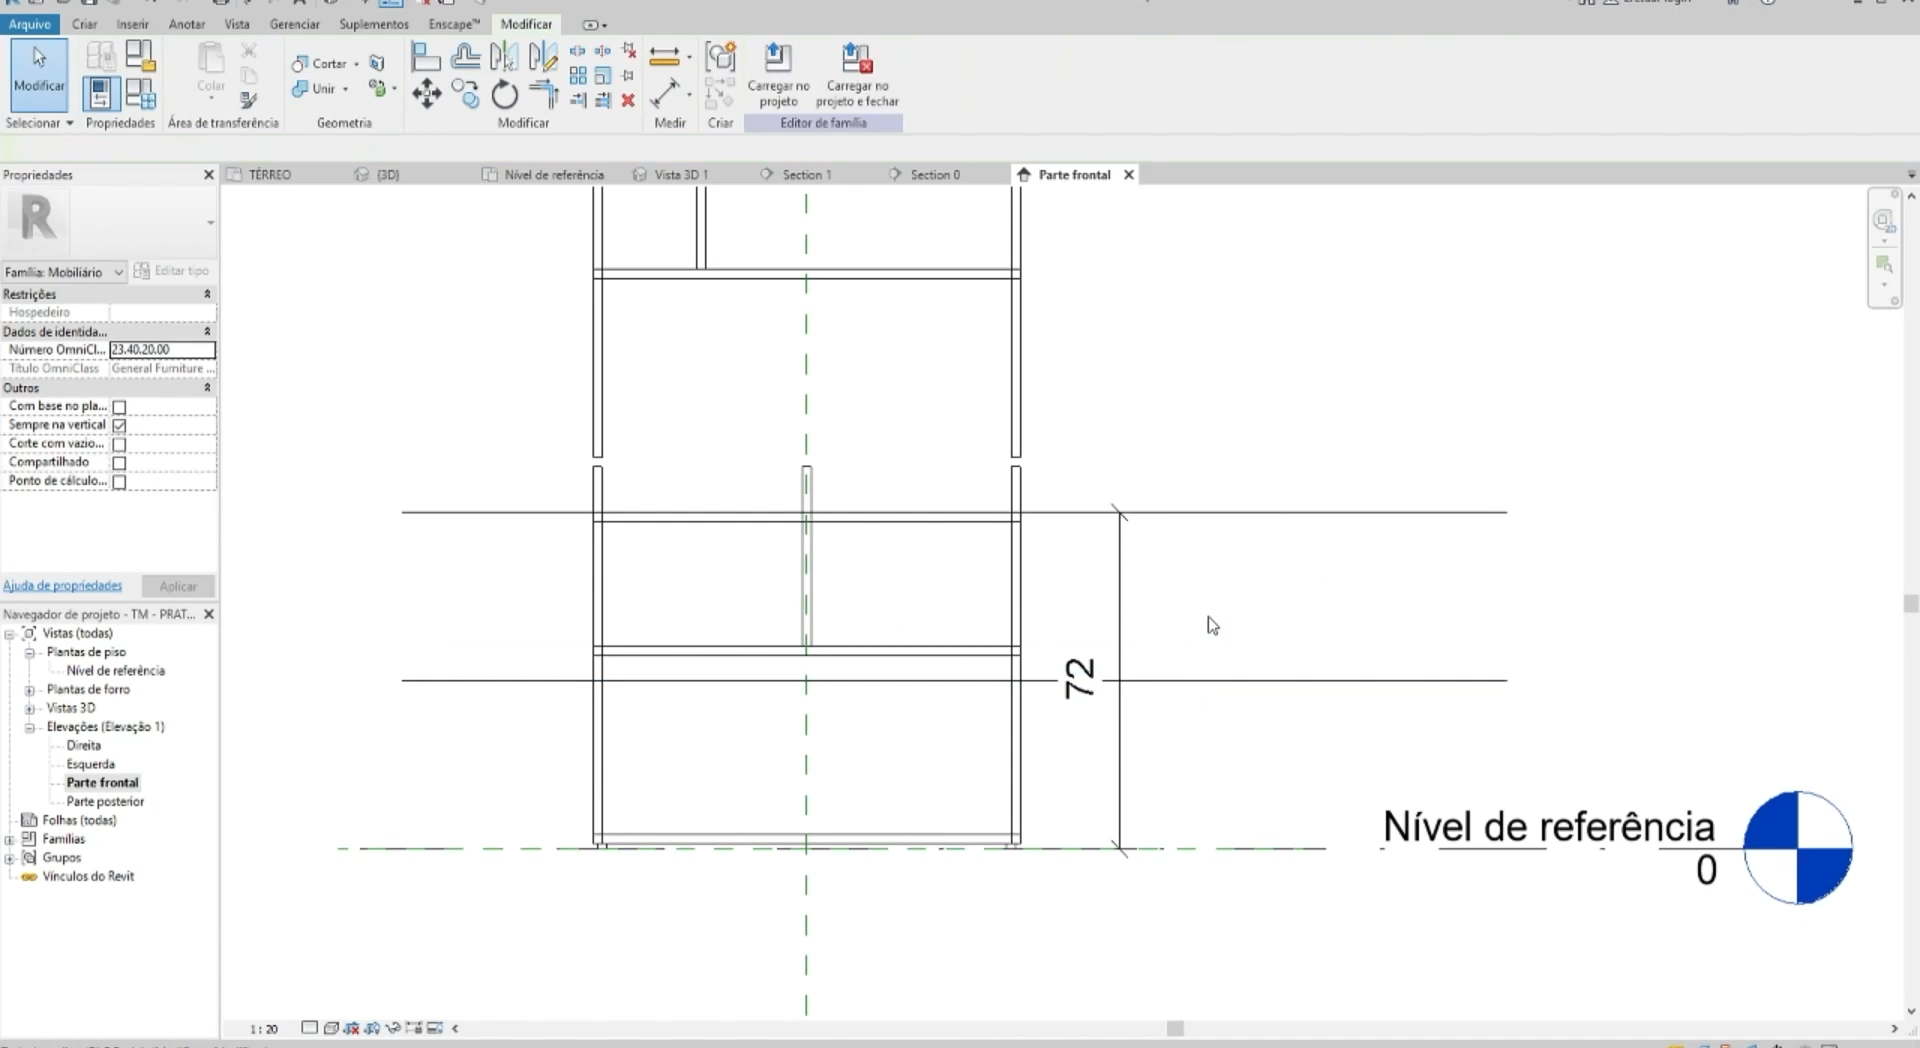 Arquivo Criar Inserir Anotar Vista Gerenciar Suplementos Enscape™ Modificar
Modificar
Colar
Cortar
Unir
Carregar no projeto
Carregar no projeto e fechar
Selecionar Propriedades Área de transferência Geometria Modificar Medir Criar Editor de família
Propriedades
TÉRREO {3D} Nível de referência Vista 3D 1 Section 1 Section 0 Parte frontal
R
Família: Mobiliário Editar tipo
Restrições
Hospedeiro
Dados de identida...
Número OmniCl... 23.40.20.00
Título OmniClass General Furniture ...
Outros
Com base no pla...
Sempre na vertical
Corte com vazio...
Compartilhado
Ponto de cálculo...
Ajuda de propriedades Aplicar
Navegador de projeto - TM - PRAT...
Vistas (todas)
Plantas de piso
Nível de referência
Plantas de forro
Vistas 3D
Elevações (Elevação 1)
Direita
Esquerda
Parte frontal
Parte posterior
Folhas (todas)
Famílias
Grupos
Vínculos do Revit
72
Nível de referência
0
1 : 20